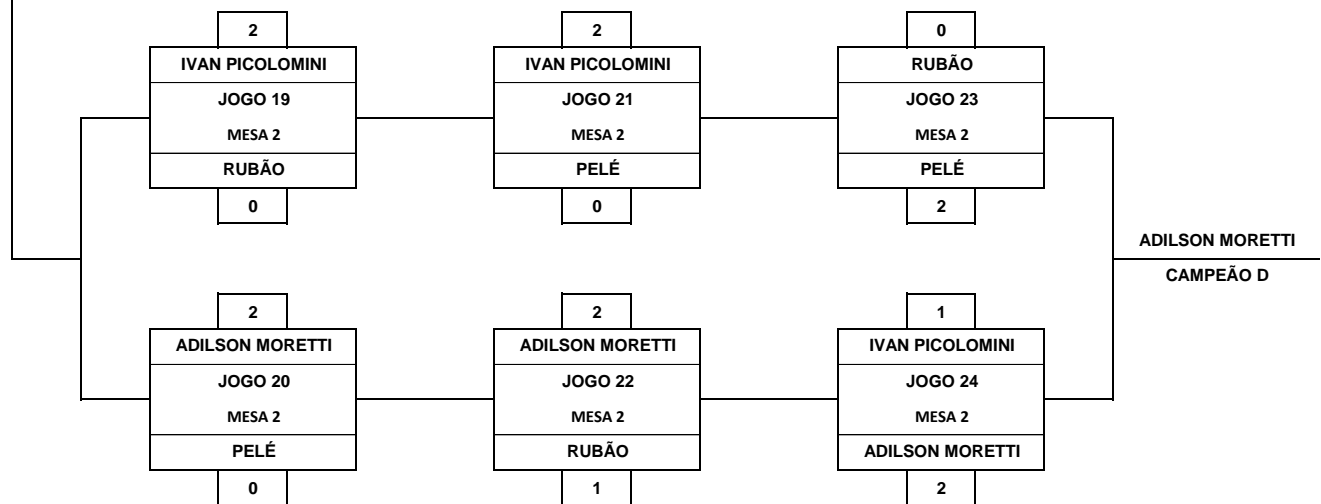 2
IVAN PICOLOMINI
JOGO 19
MESA 2
RUBÃO
0
2
IVAN PICOLOMINI
JOGO 21
MESA 2
PELÉ
0
0
RUBÃO
JOGO 23
MESA 2
PELÉ
2
2
ADILSON MORETTI
JOGO 20
MESA 2
PELÉ
0
2
ADILSON MORETTI
JOGO 22
MESA 2
RUBÃO
1
1
IVAN PICOLOMINI
JOGO 24
MESA 2
ADILSON MORETTI
2
ADILSON MORETTI
CAMPEÃO D